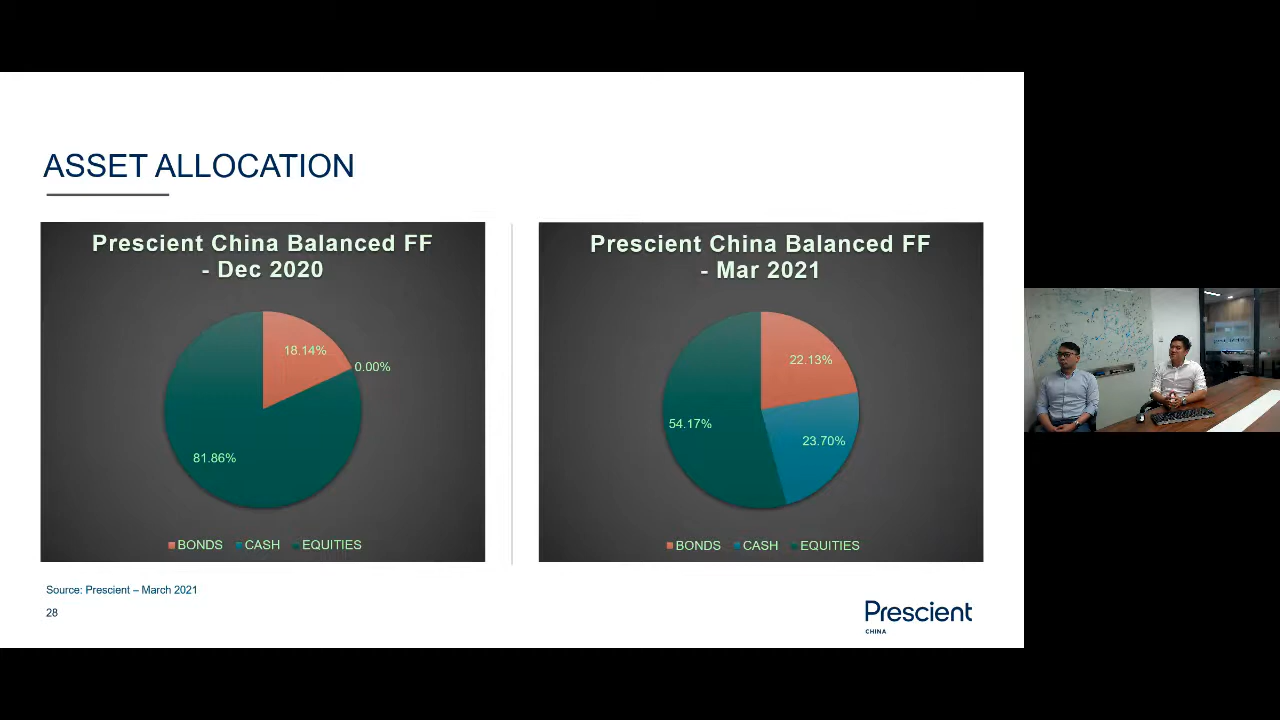 ASSET ALLOCATION
Prescient China Balanced FF
- Dec 2020
18.14%
0.00%
81.86%
BONDS CASH EQUITIES
Prescient China Balanced FF
- Mar 2021
22.13%
54.17%
23.70%
BONDS CASH EQUITIES
Source: Prescient – March 2021
28
Prescient
CHINA